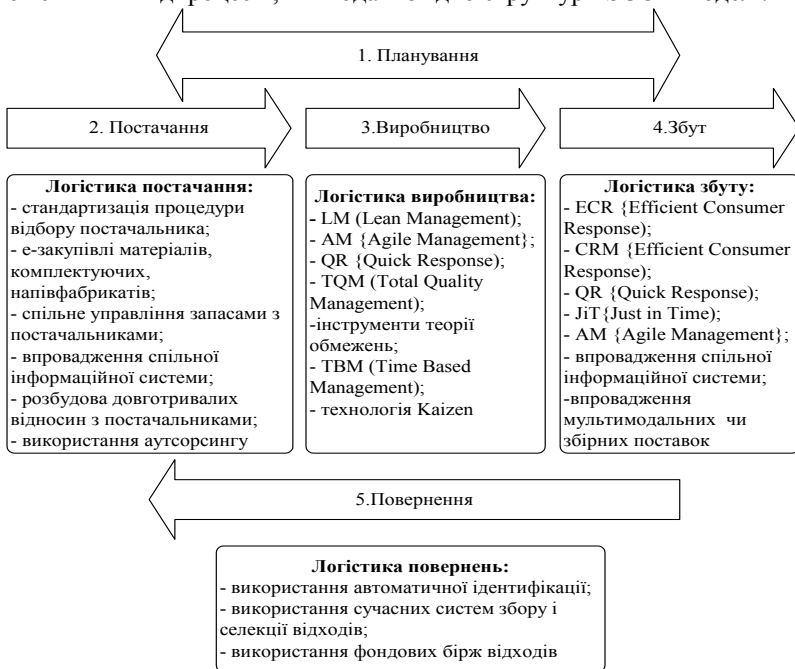 1. Планування
2. Постачання
3.Виробництво
4.Збут
Логістика постачання:
- стандартизація процедури
відбору постачальника;
- е-закупівлі матеріалів,
комплектуючих,
напівфабрикатів;
- спільне управління запасами з
постачальниками;
- впровадження спільної
інформаційної системи;
- розбудова довготривалих
відносин з постачальниками;
- використання аутсорсингу
Логістика виробництва:
- LM (Lean Management);
- AM {Agile Management};
- QR {Quick Response);
- TQM (Total Quality
Management);
-інструменти теорії
обмежень;
- TBM (Time Based
Management);
- технологія Kaizen
Логістика збуту:
- ECR {Efficient Consumer
Response);
- CRM {Efficient Consumer
Response);
- QR {Quick Response);
- JiT{Just in Time);
- AM {Agile Management};
- впровадження спільної
інформаційної системи;
-впровадження
мультимодальних чи
збірних поставок
5.Повернення
Логістика повернень:
- використання автоматичної ідентифікації;
- використання сучасних систем збору і
селекції відходів;
- використання фондових бірж відходів